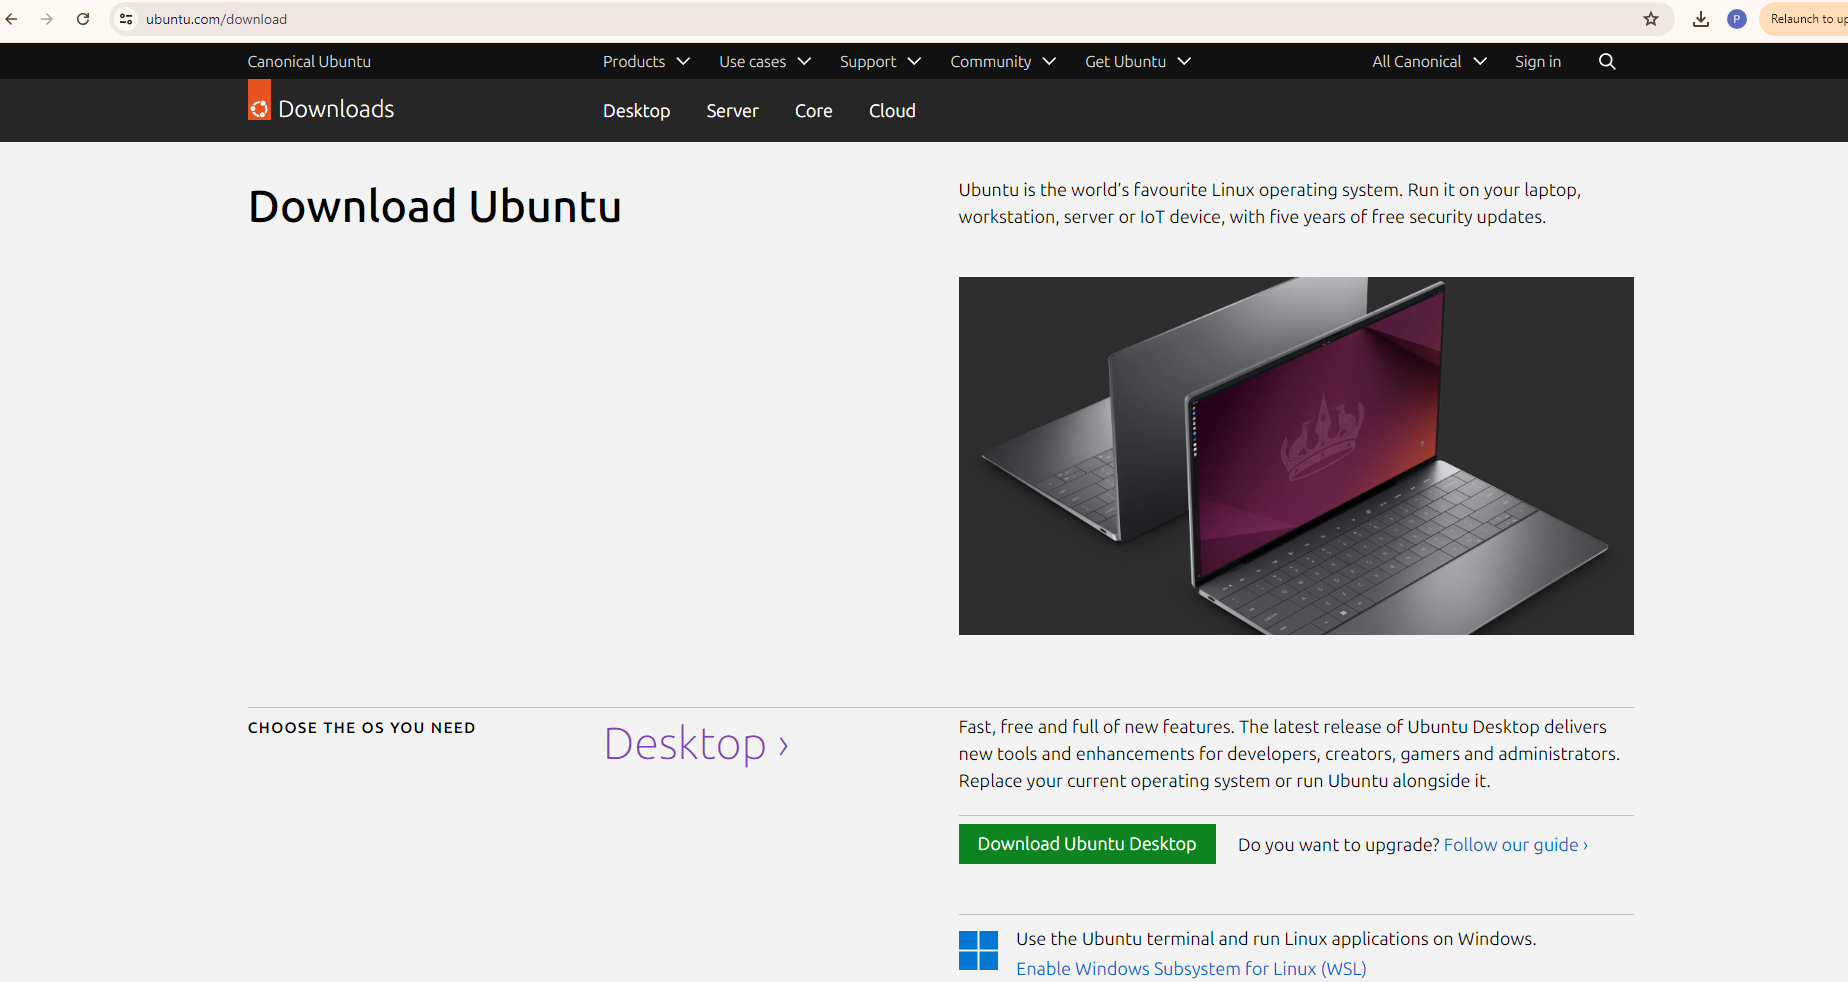 ubuntu.com/download
P
Relaunch to up
Canonical Ubuntu
Products
Use cases
Support
Community
Get Ubuntu
All Canonical
Sign in
Downloads
Desktop
Server
Core
Cloud
Download Ubuntu
Ubuntu is the world’s favourite Linux operating system. Run it on your laptop,
workstation, server or IoT device, with five years of free security updates.
CHOOSE THE OS YOU NEED
Desktop ›
Fast, free and full of new features. The latest release of Ubuntu Desktop delivers
new tools and enhancements for developers, creators, gamers and administrators.
Replace your current operating system or run Ubuntu alongside it.
Download Ubuntu Desktop
Do you want to upgrade? Follow our guide ›
Use the Ubuntu terminal and run Linux applications on Windows.
Enable Windows Subsystem for Linux (WSL)